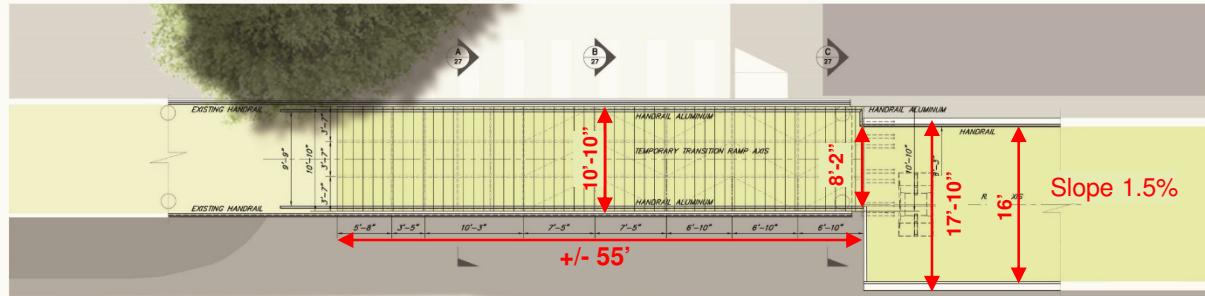 A
27
B
27
C
27
EXISTING HANDRAIL
HANDRAIL ALUMINUM
HANDRAIL ALUMINUM
HANDRAIL
3'-7"
3'-7"
3'-7"
9'-9"
10'-10"
10'-10"
TEMPORARY TRANSITION RAMP AXIS
8'-2"
10'-10"
17'-10"
16'
Slope 1.5%
EXISTING HANDRAIL
HANDRAIL ALUMINUM
5'-8"
3'-5"
10'-3"
7'-5"
7'-5"
6'-10"
6'-10"
6'-10"
+/- 55'